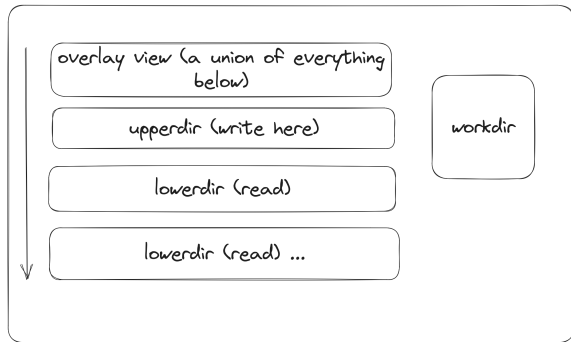 overlay view (a union of everything
below)
upperdir (write here)
workdir
lowerdir (read)
lowerdir (read) ...